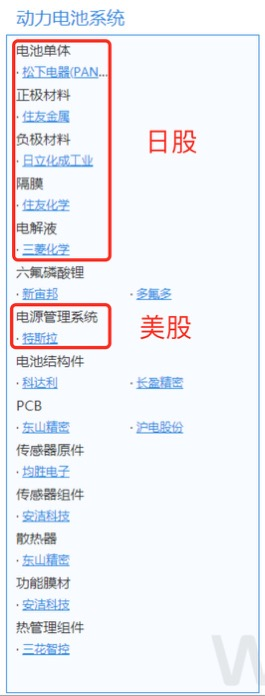 动力电池系统
电池单体
· 松下电器(PAN...
正极材料
· 住友金属
负极材料
· 日立化成工业
日股
隔膜
· 住友化学
电解液
· 三菱化学
六氟磷酸锂
· 新宙邦 · 多氟多
电源管理系统
· 特斯拉
美股
电池结构件
· 科达利 · 长盈精密
PCB
· 东山精密 · 沪电股份
传感器原件
· 均胜电子
传感器组件
· 安洁科技
散热器
· 东山精密
功能膜材
· 安洁科技
热管理组件
· 三花智控
W